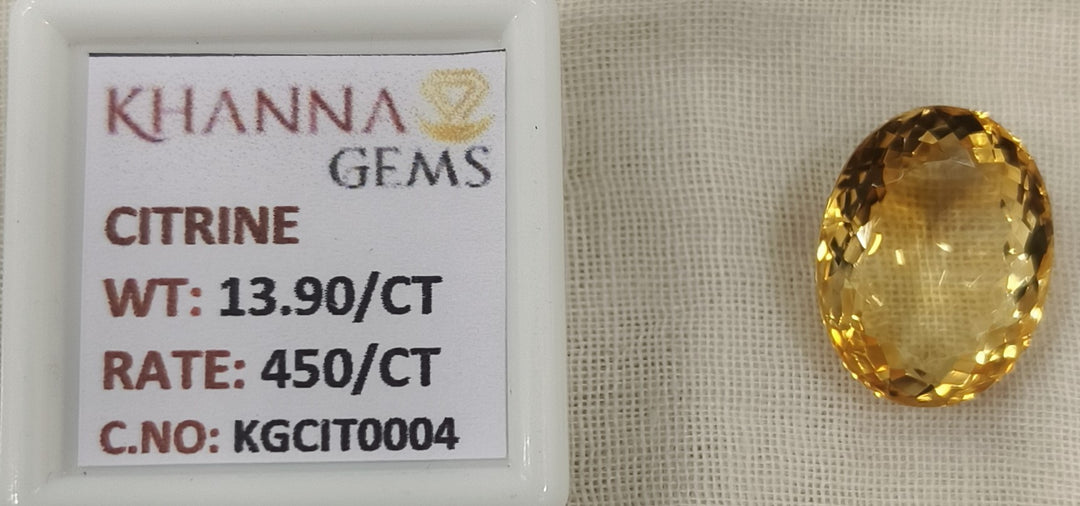 KHANNA
GEMS
CITRINE
WT: 13.90/CT
RATE: 450/CT
C.NO: KGCIT0004